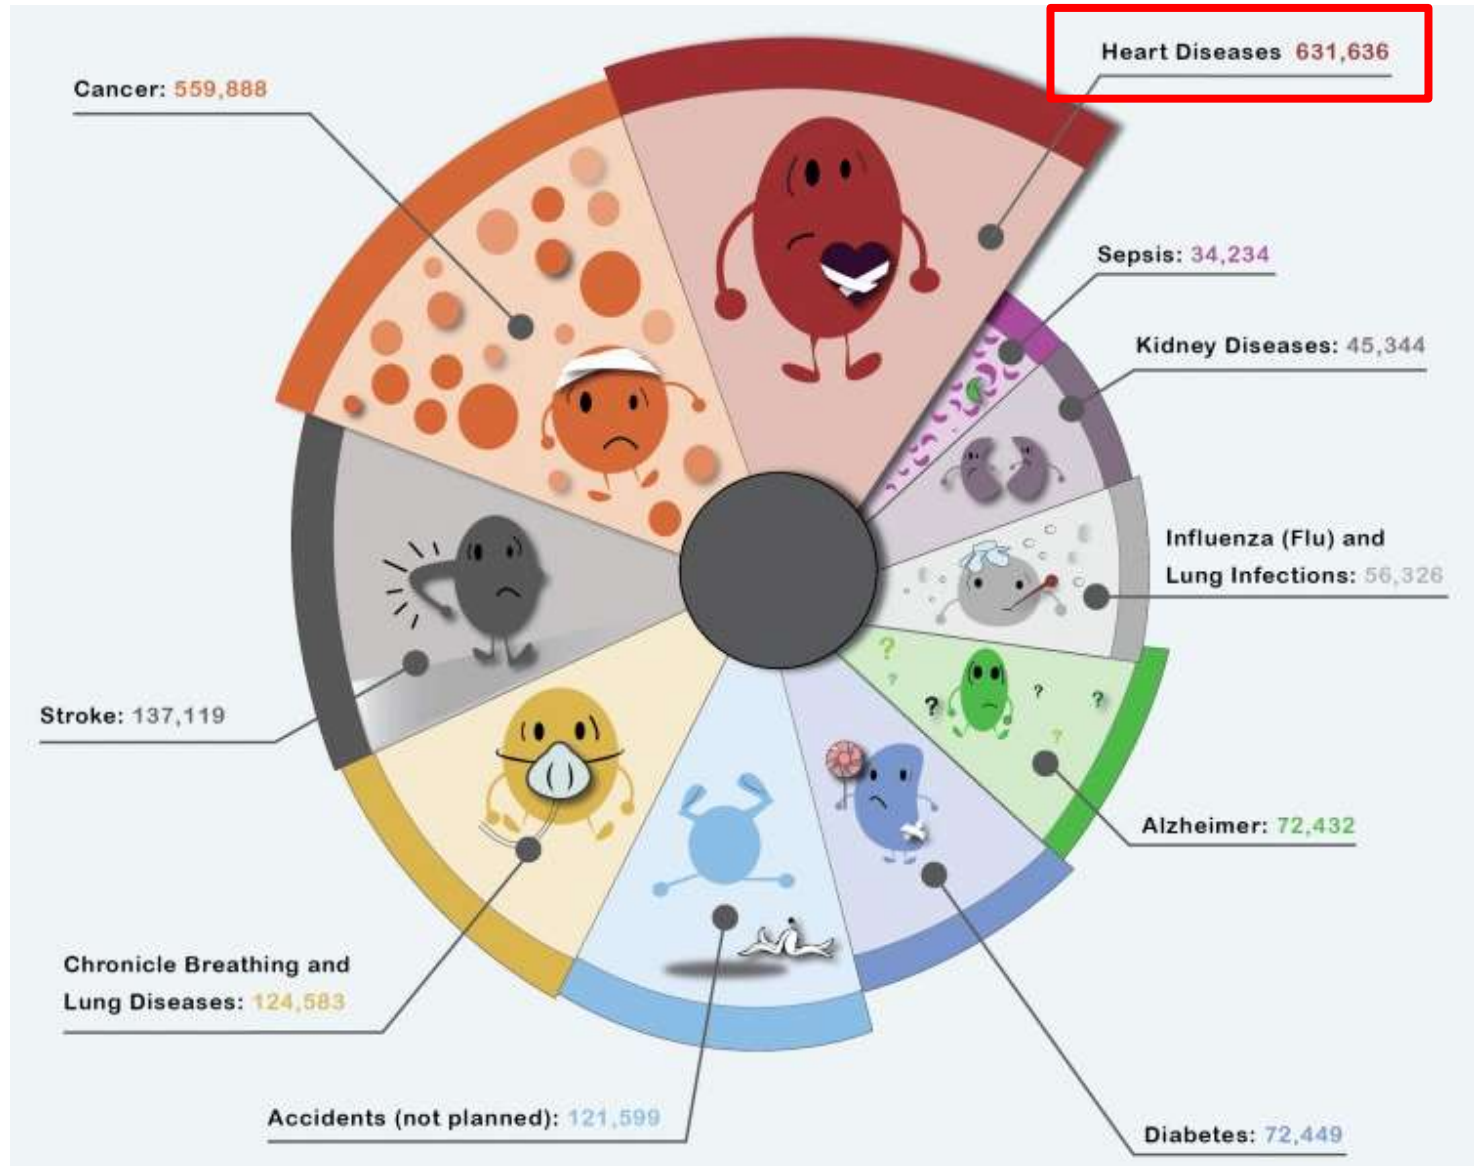 Heart Diseases 631,636
Cancer: 559,888
Sepsis: 34,234
Kidney Diseases: 45,344
Influenza (Flu) and
Lung Infections: 56,326
Stroke: 137,119
Alzheimer: 72,432
Chronicle Breathing and
Lung Diseases: 124,583
Accidents (not planned): 121,599
Diabetes: 72,449
? ? ? ? ? ?